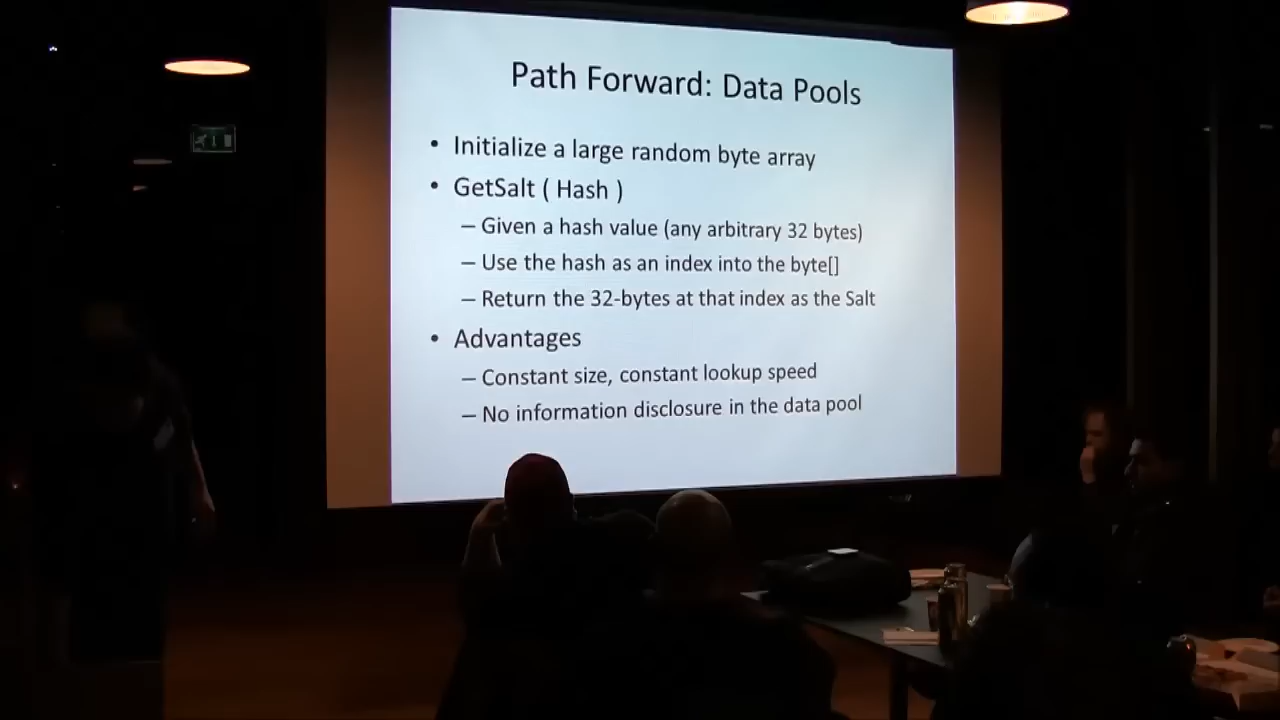 Path Forward: Data Pools
• Initialize a large random byte array
• GetSalt ( Hash )
– Given a hash value (any arbitrary 32 bytes)
– Use the hash as an index into the byte[]
– Return the 32-bytes at that index as the Salt
• Advantages
– Constant size, constant lookup speed
– No information disclosure in the data pool